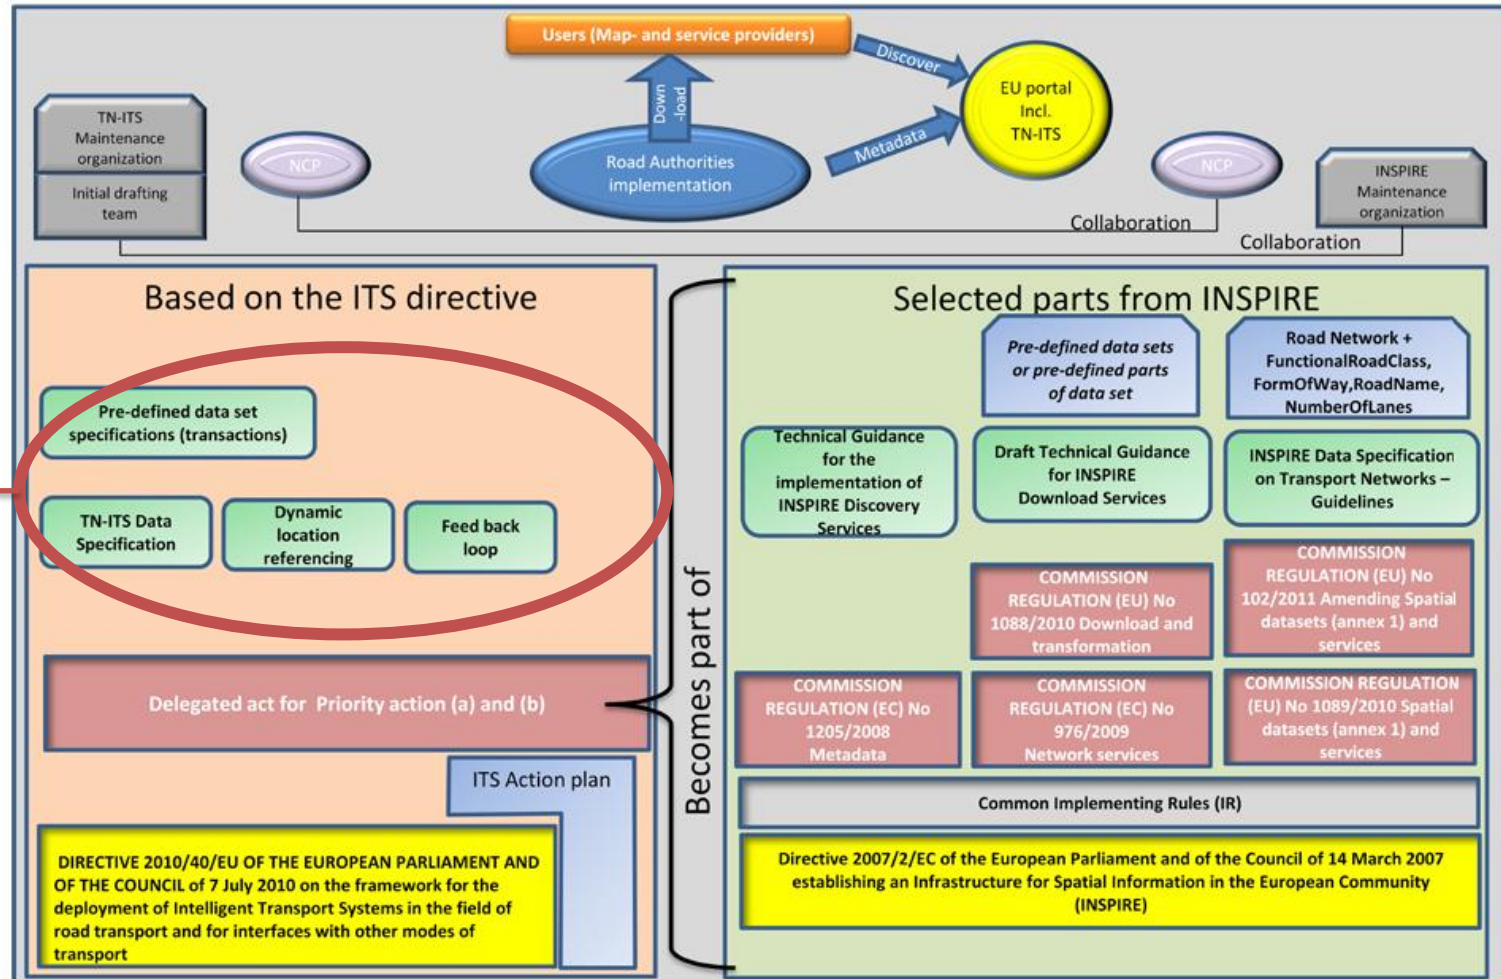 Users (Map- and service providers)
Discover
EU portal
Incl.
TN-ITS
Down
-load
Metadata
Road Authorities
implementation
TN-ITS
Maintenance
organization
Initial drafting
team
NCP
NCP
INSPIRE
Maintenance
organization
Collaboration
Collaboration
Based on the ITS directive
Pre-defined data set
specifications (transactions)
TN-ITS Data
Specification
Dynamic
location
referencing
Feed back
loop
Delegated act for Priority action (a) and (b)
ITS Action plan
DIRECTIVE 2010/40/EU OF THE EUROPEAN PARLIAMENT AND
OF THE COUNCIL of 7 July 2010 on the framework for the
deployment of Intelligent Transport Systems in the field of
road transport and for interfaces with other modes of
transport
Becomes part of
Selected parts from INSPIRE
Pre-defined data sets
or pre-defined parts
of data set
Road Network +
FunctionalRoadClass,
FormOfWay,RoadName,
NumberOfLanes
Technical Guidance
for the
implementation of
INSPIRE Discovery
Services
Draft Technical Guidance
for INSPIRE
Download Services
INSPIRE Data Specification
on Transport Networks –
Guidelines
COMMISSION
REGULATION (EU) No
1088/2010 Download and
transformation
COMMISSION
REGULATION (EU) No
102/2011 Amending Spatial
datasets (annex 1) and
services
COMMISSION
REGULATION (EC) No
1205/2008
Metadata
COMMISSION
REGULATION (EC) No
976/2009
Network services
COMMISSION REGULATION
(EU) No 1089/2010 Spatial
datasets (annex 1) and
services
Common Implementing Rules (IR)
Directive 2007/2/EC of the European Parliament and of the Council of 14 March 2007
establishing an Infrastructure for Spatial Information in the European Community
(INSPIRE)